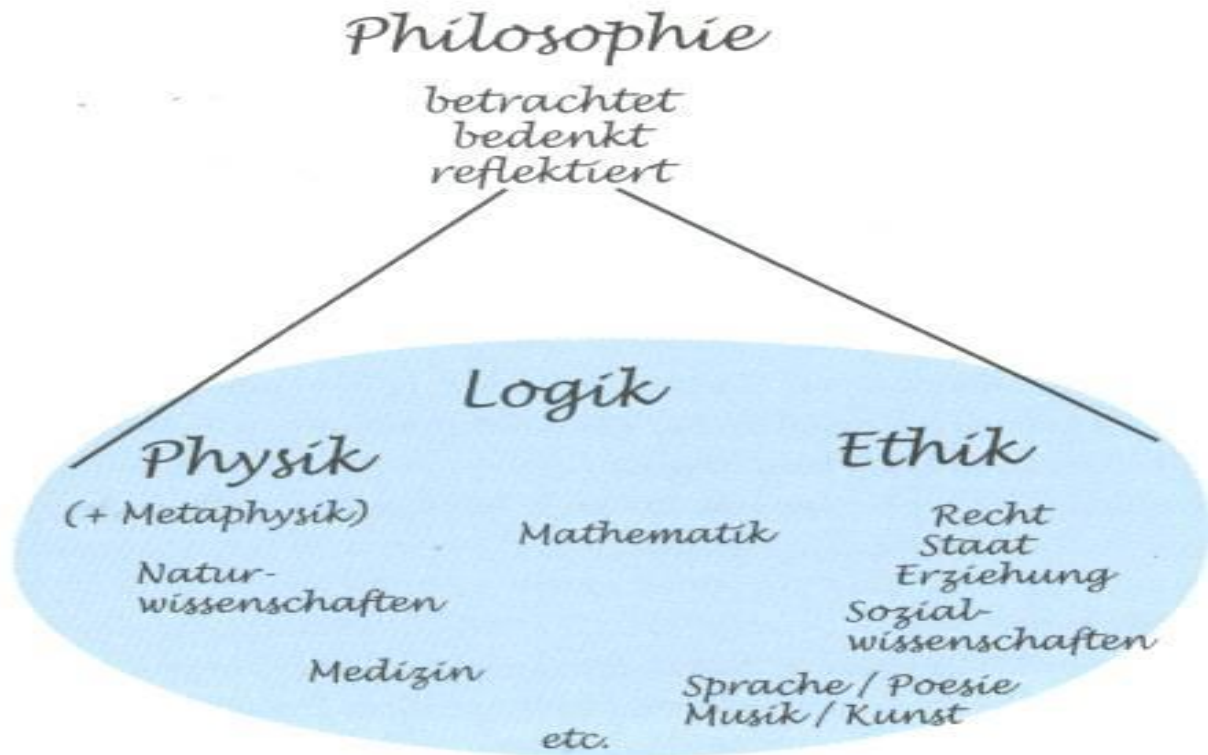 Philosophie
betrachtet
bedenkt
reflektiert
Logik
Physik
Ethik
(+ Metaphysik)
Mathematik
Recht
Staat
Erziehung
Natur-
wissenschaften
Sozial-
wissenschaften
Medizin
Sprache / Poesie
Musik / Kunst
etc.